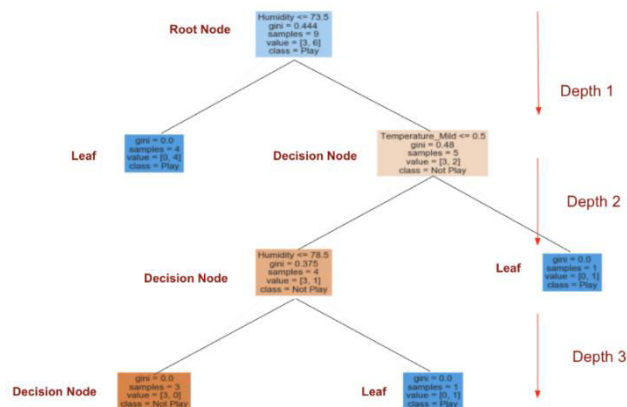 Humidity <= 73.5
gini = 0.444
samples = 9
value = [3, 6]
class = Play
Root Node
Depth 1
gini = 0.0
samples = 4
value = [0, 4]
class = Play
Leaf
Temperature_Mild <= 0.5
gini = 0.48
samples = 5
value = [3, 2]
class = Not Play
Decision Node
Depth 2
Humidity <= 78.5
gini = 0.375
samples = 4
value = [3, 1]
class = Not Play
Decision Node
gini = 0.0
samples = 1
value = [0, 1]
class = Play
Leaf
Depth 3
gini = 0.0
samples = 3
value = [3, 0]
class = Not Play
Decision Node
gini = 0.0
samples = 1
value = [0, 1]
class = Play
Leaf